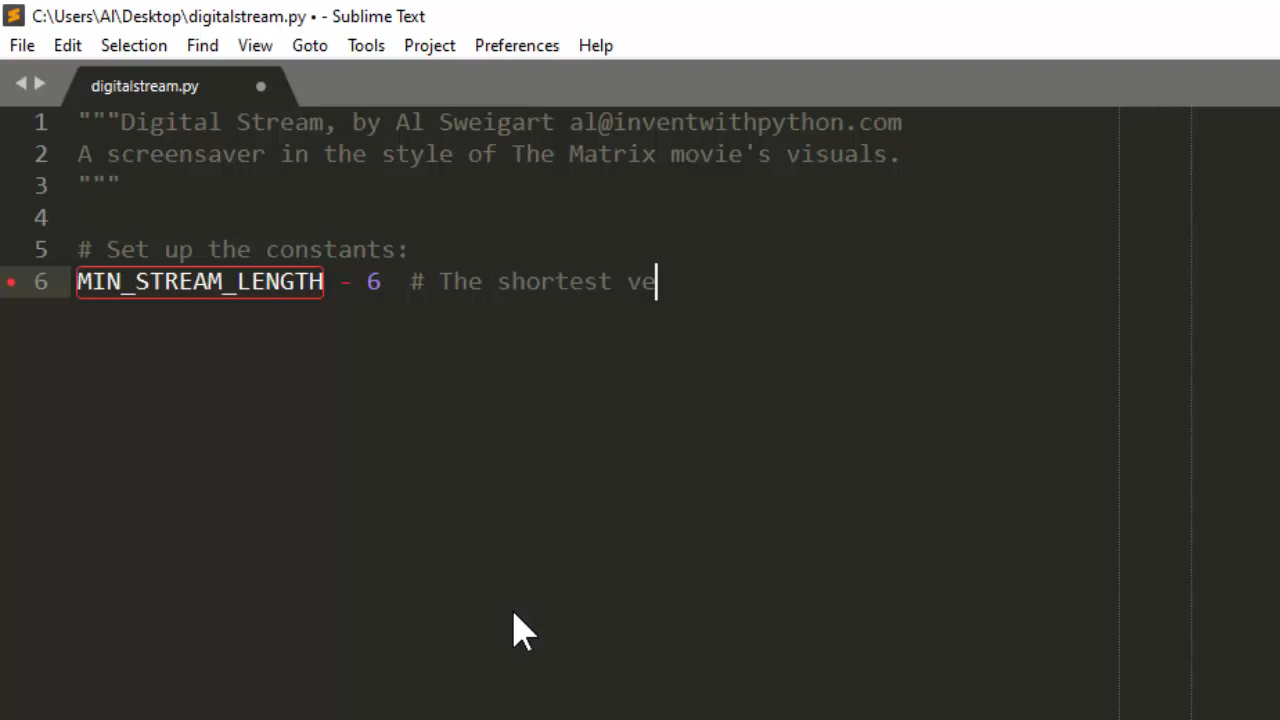 C:\Users\Al\Desktop\digitalstream.py • - Sublime Text
File Edit Selection Find View Goto Tools Project Preferences Help
digitalstream.py
1 """Digital Stream, by Al Sweigart al@inventwithpython.com
2 A screensaver in the style of The Matrix movie's visuals.
3 """
4
5 # Set up the constants:
6 MIN_STREAM_LENGTH - 6  # The shortest ve